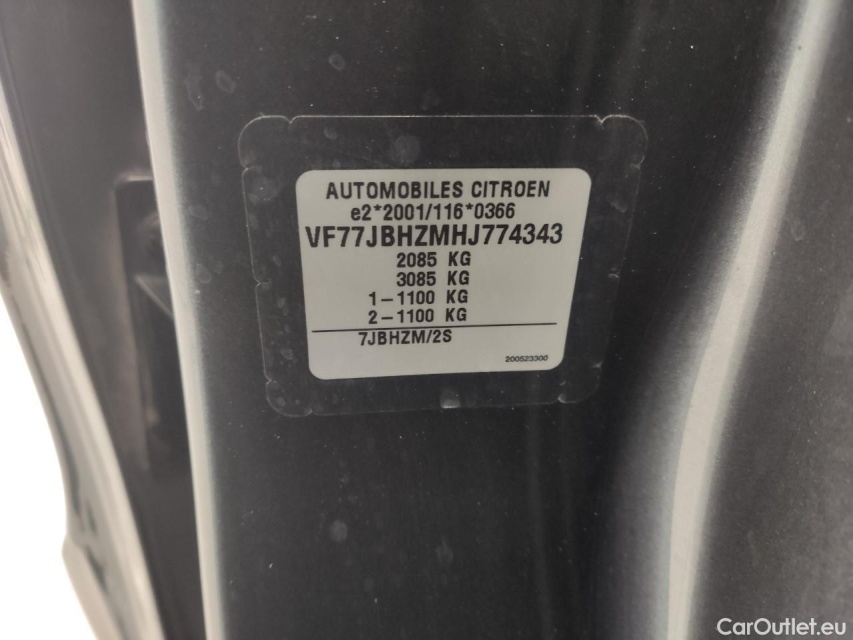 AUTOMOBILES CITROEN
e2*2001/116*0366
VF77JBHZMHJ774343
2085 KG
3085 KG
1-1100 KG
2-1100 KG
7JBHZM/2S
200523300
CarOutlet.eu